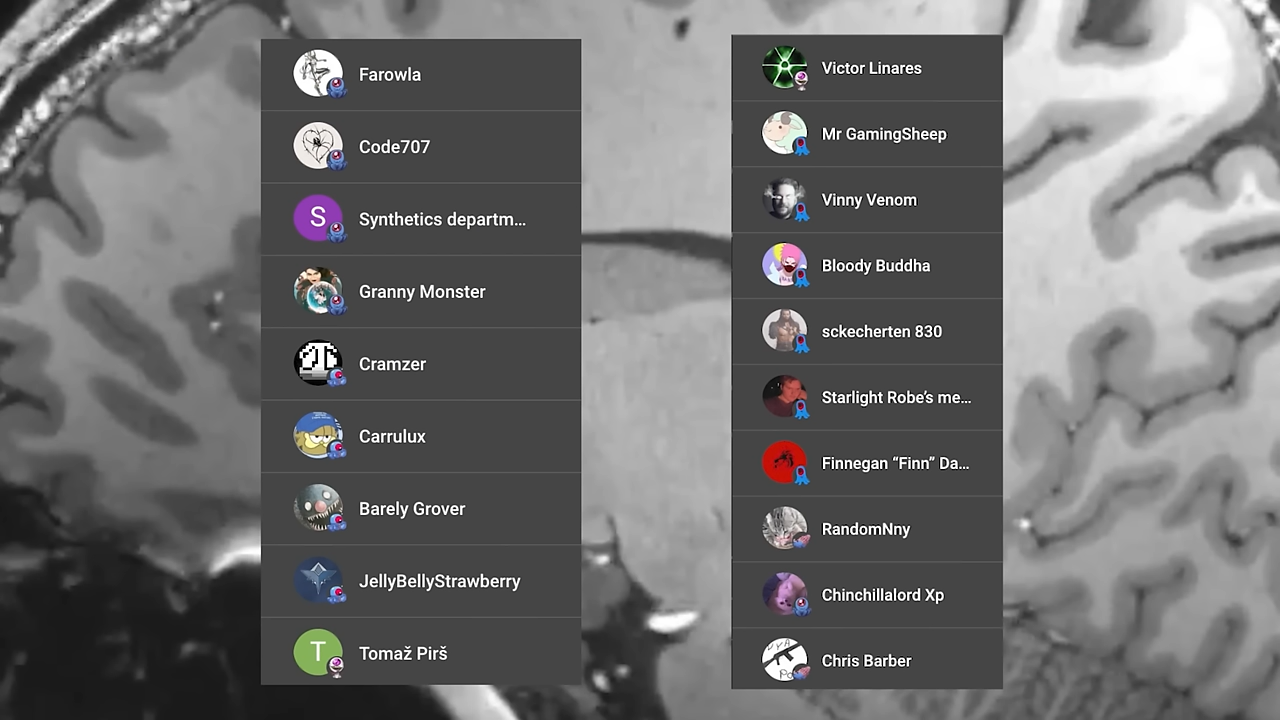 Farowla
Code707
S
Synthetics departm...
Granny Monster
Cramzer
Carrulux
Barely Grover
JellyBellyStrawberry
T
Tomaž Pirš
Victor Linares
Mr GamingSheep
Vinny Venom
Bloody Buddha
sckecherten 830
Starlight Robe’s me...
Finnegan “Finn” Da...
RandomNny
Chinchillalord Xp
Chris Barber